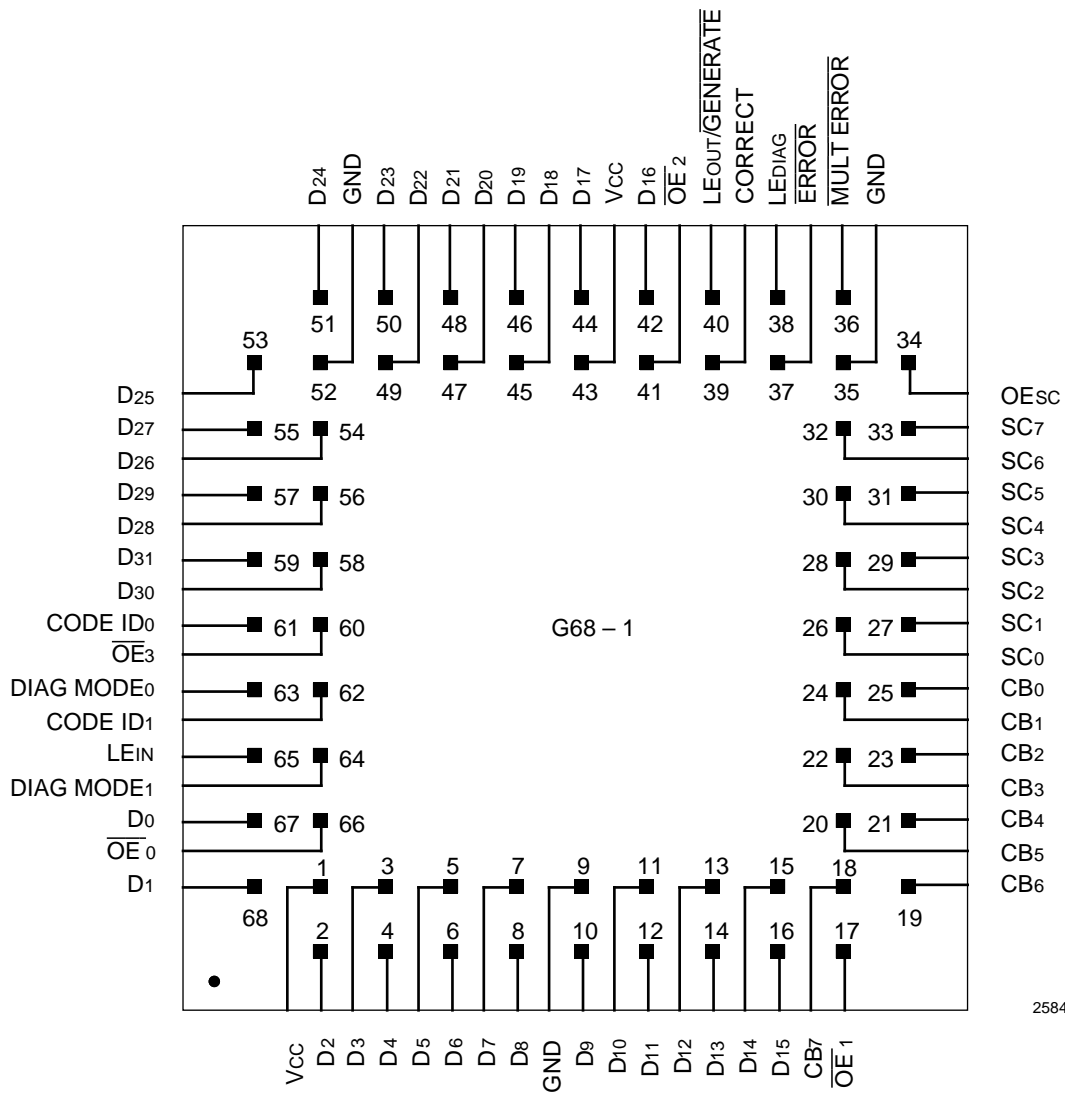 D24 GND D23 D22 D21 D20 D19 D18 D17 VCC D16 OE 2 LEOUT/GENERATE CORRECT LEDIAG ERROR MULT ERROR GND
51 50 48 46 44 42 40 38 36
53 34
52 49 47 45 43 41 39 37 35
D25 OESC
D27 55 54 32 33 SC7
D26 SC6
D29 57 56 30 31 SC5
D28 SC4
D31 59 58 28 29 SC3
D30 SC2
CODE ID0 61 60 G68 – 1 26 27 SC1
OE3 SC0
DIAG MODE0 63 62 24 25 CB0
CODE ID1 CB1
LEIN 65 64 22 23 CB2
DIAG MODE1 CB3
D0 67 66 20 21 CB4
OE 0 CB5
1 3 5 7 9 11 13 15 18
D1 CB6
68 19
2 4 6 8 10 12 14 16 17
2584
VCC D2 D3 D4 D5 D6 D7 D8 GND D9 D10 D11 D12 D13 D14 D15 CB7 OE 1